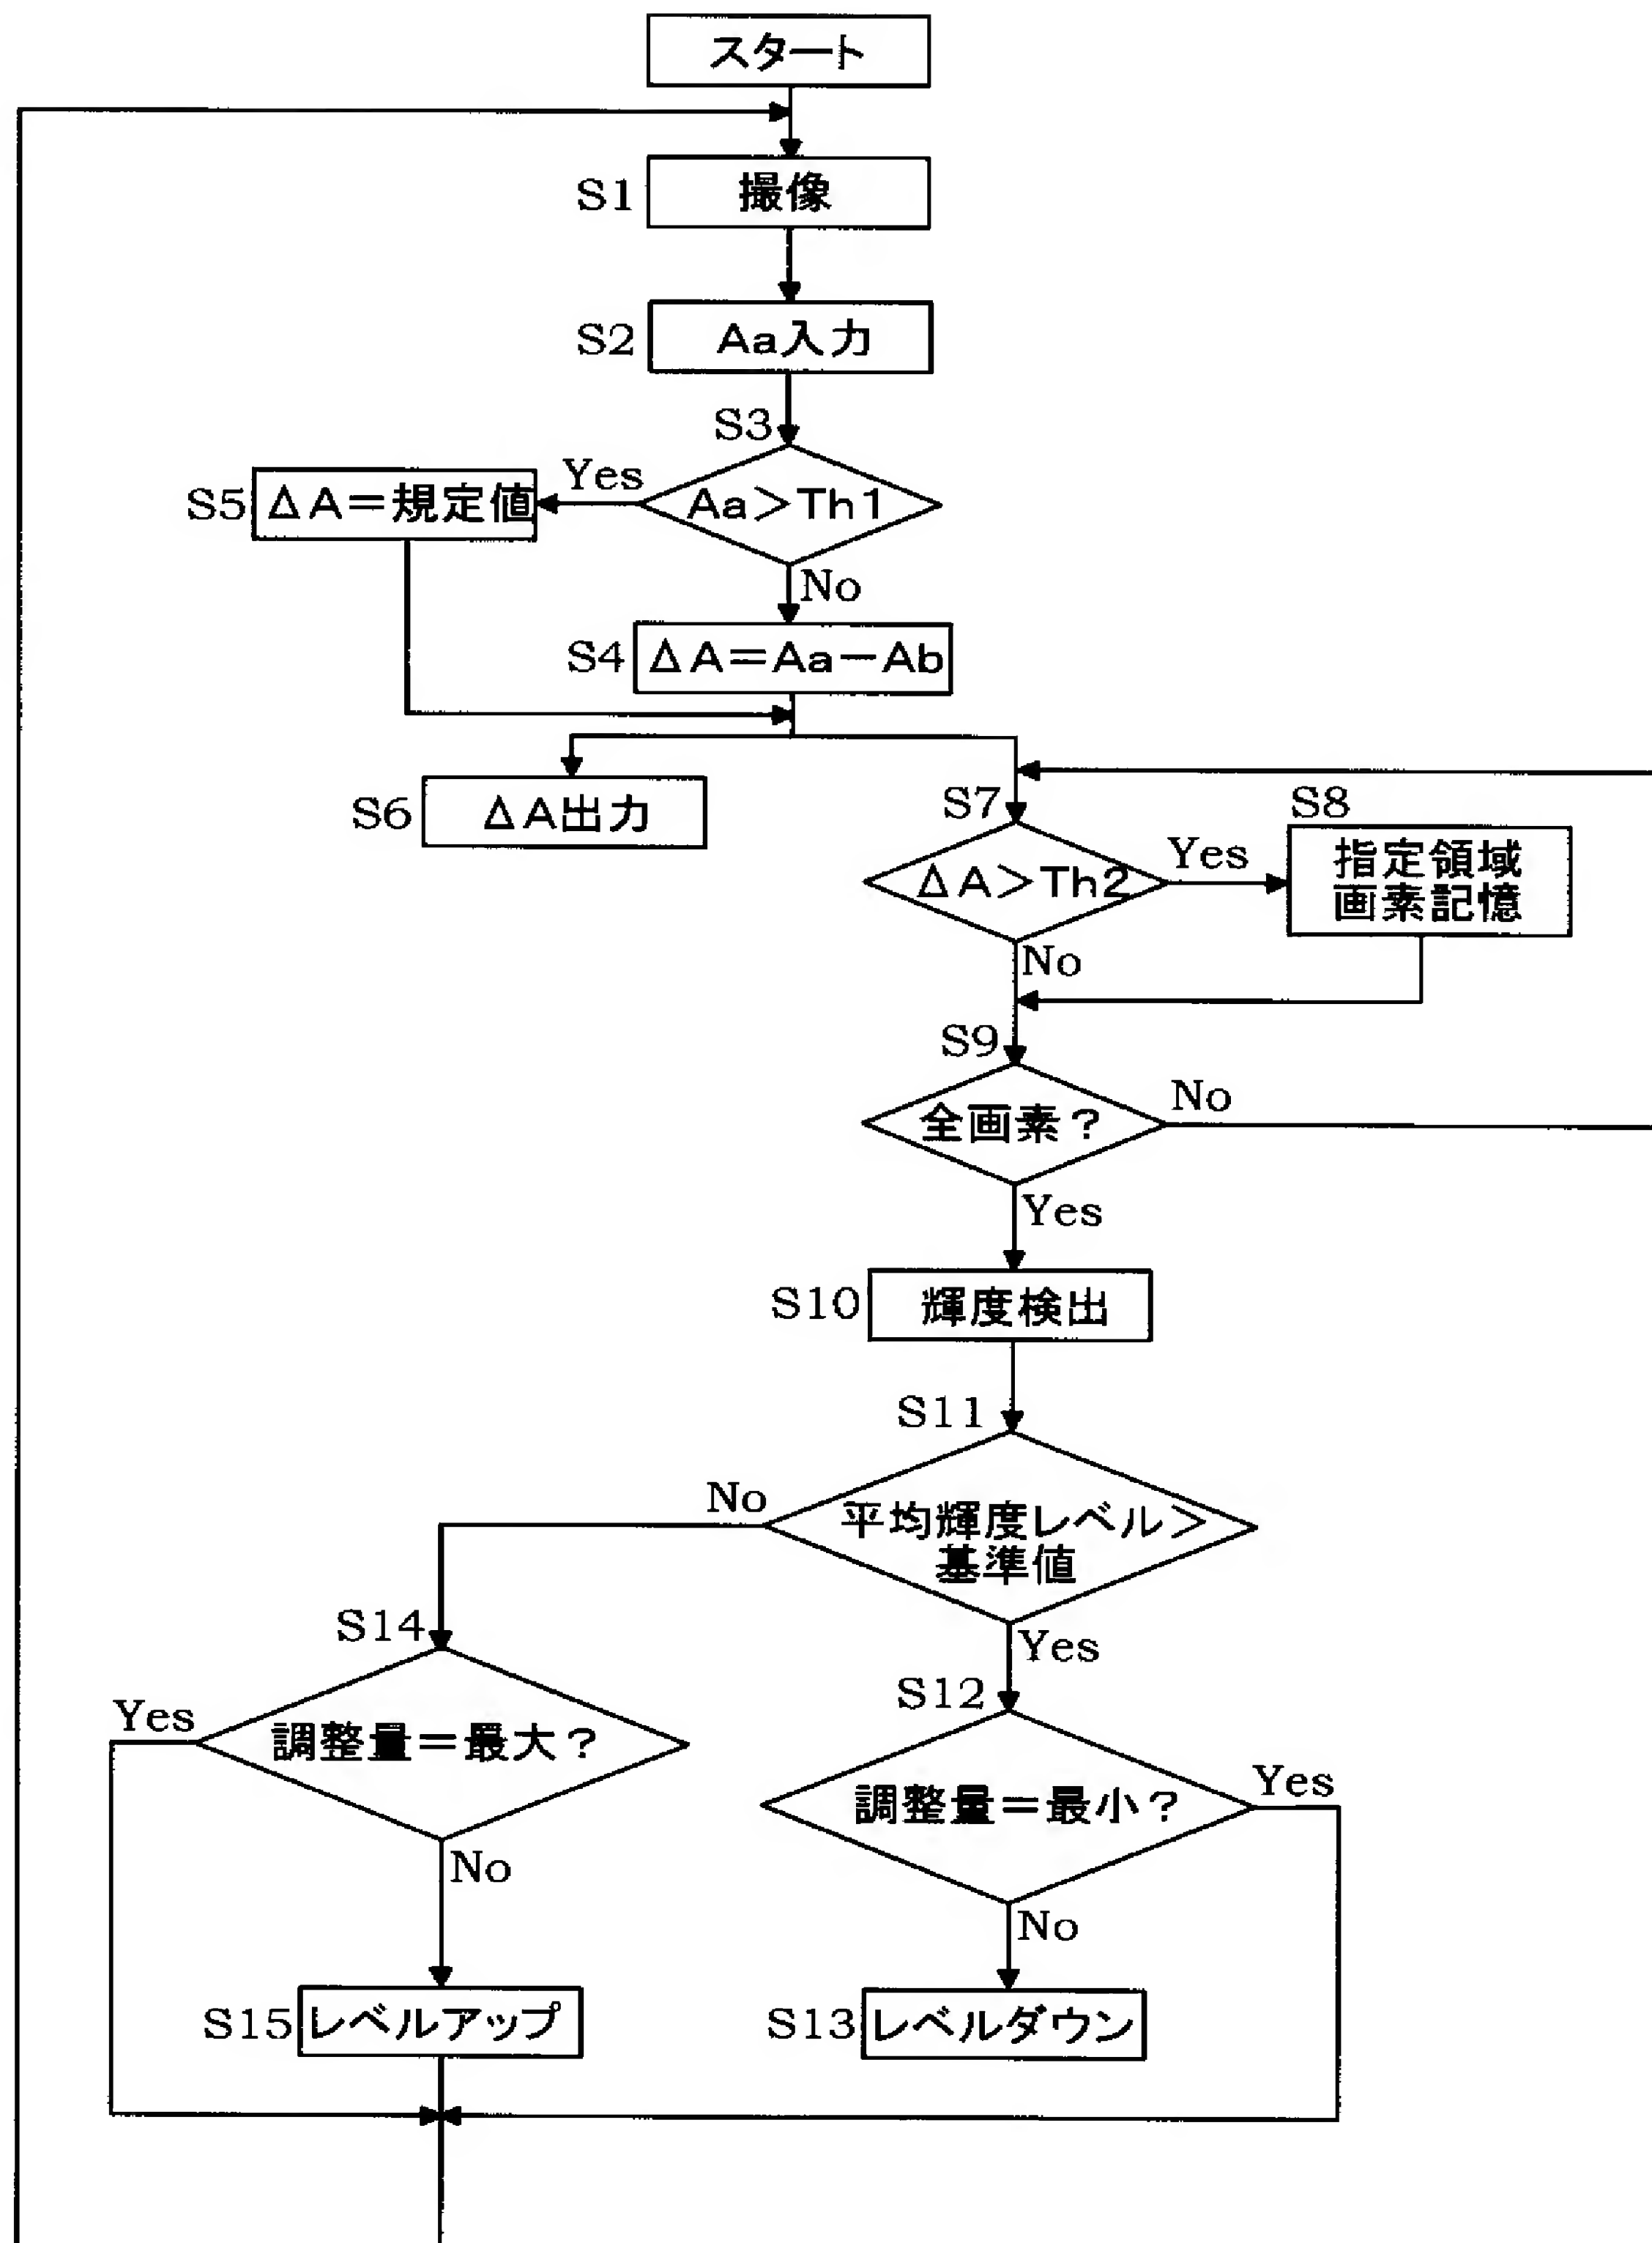 スタート
S1
撮像
S2
Aa入力
S3
Aa＞Th1
Yes
S5
ΔA＝規定値
No
S4
ΔA＝Aa－Ab
S6
ΔA出力
S7
ΔA＞Th2
Yes
S8
指定領域
画素記憶
No
S9
全画素？
No
Yes
S10
輝度検出
S11
平均輝度レベル＞
基準値
No
Yes
S14
調整量＝最大？
Yes
No
S12
調整量＝最小？
Yes
No
S15
レベルアップ
S13
レベルダウン